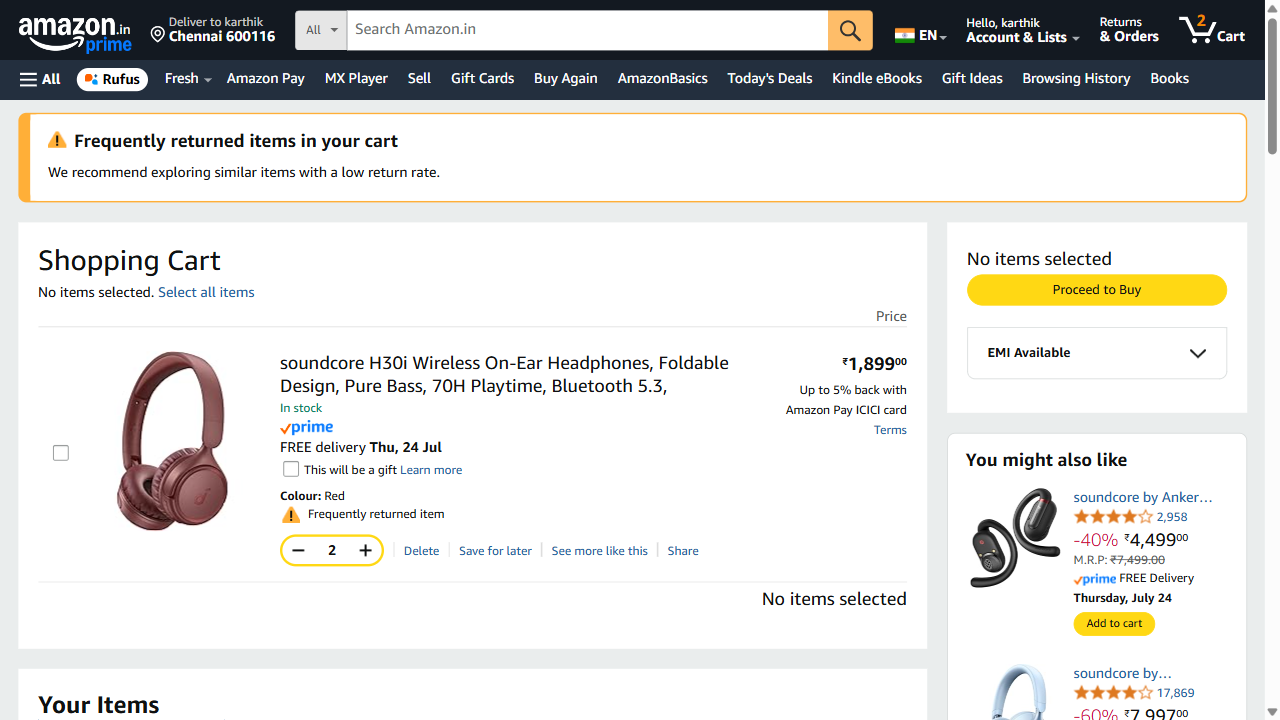 amazon.in
prime
Deliver to karthik
Chennai 600116
All
Search Amazon.in
EN
Hello, karthik
Account & Lists
Returns
& Orders
2
Cart
All
Rufus
Fresh
Amazon Pay
MX Player
Sell
Gift Cards
Buy Again
AmazonBasics
Today's Deals
Kindle eBooks
Gift Ideas
Browsing History
Books
Frequently returned items in your cart
We recommend exploring similar items with a low return rate.
Shopping Cart
No items selected. Select all items
Price
soundcore H30i Wireless On-Ear Headphones, Foldable
Design, Pure Bass, 70H Playtime, Bluetooth 5.3,
In stock
prime
FREE delivery Thu, 24 Jul
This will be a gift Learn more
Colour: Red
Frequently returned item
2
Delete
Save for later
See more like this
Share
₹1,89900
Up to 5% back with
Amazon Pay ICICI card
Terms
No items selected
Your Items
No items selected
Proceed to Buy
EMI Available
You might also like
soundcore by Anker…
2,958
-40% ₹4,49900
M.R.P: ₹7,499.00
prime FREE Delivery
Thursday, July 24
Add to cart
soundcore by…
17,869
-60% ₹7,99700